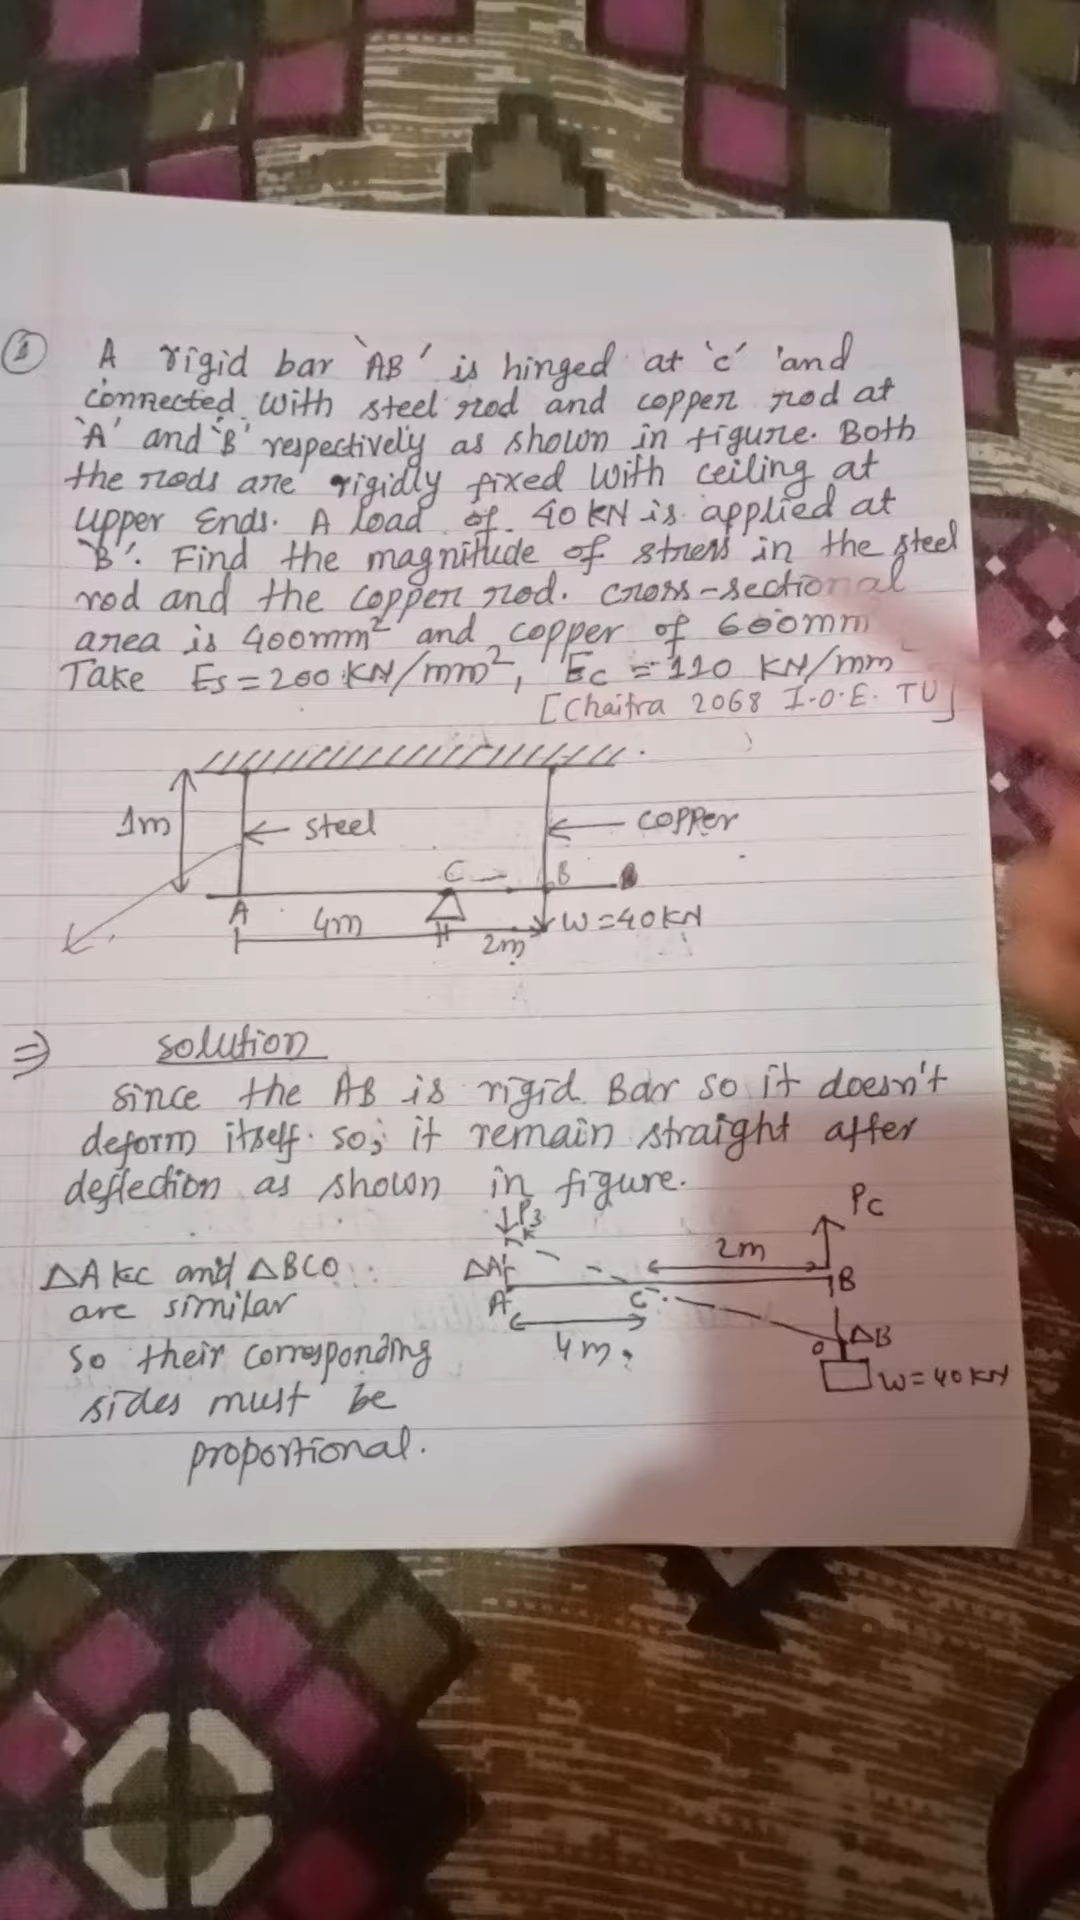 1
A rigid bar `AB' is hinged at 'c' 'and
connected with steel rod and copper rod at
`A' and `B' respectively as shown in figure. Both
the rods are rigidly fixed with ceiling at
upper Ends. A load of 40 KN is applied at
`B'. Find the magnitude of stress in the steel
rod and the copper rod. cross-sectional
area is 400mm² and copper of 600mm²
Take Es = 200 KN/mm², Ec = 110 KN/mm
[Chaitra 2068 I.O.E. TU]
1m
steel
copper
C
B
A
4m
2m
W = 40KN
⇒ solution
Since the AB is rigid Bar so it doesn't
deform itself. so; it remain straight after
deflection as shown in figure.
ΔAKC and ΔBCO
are similar
so their corresponding
sides must be
proportional.
K
ΔA
A
4m
C
2m
Pc
B
O
ΔB
W = 40 KN